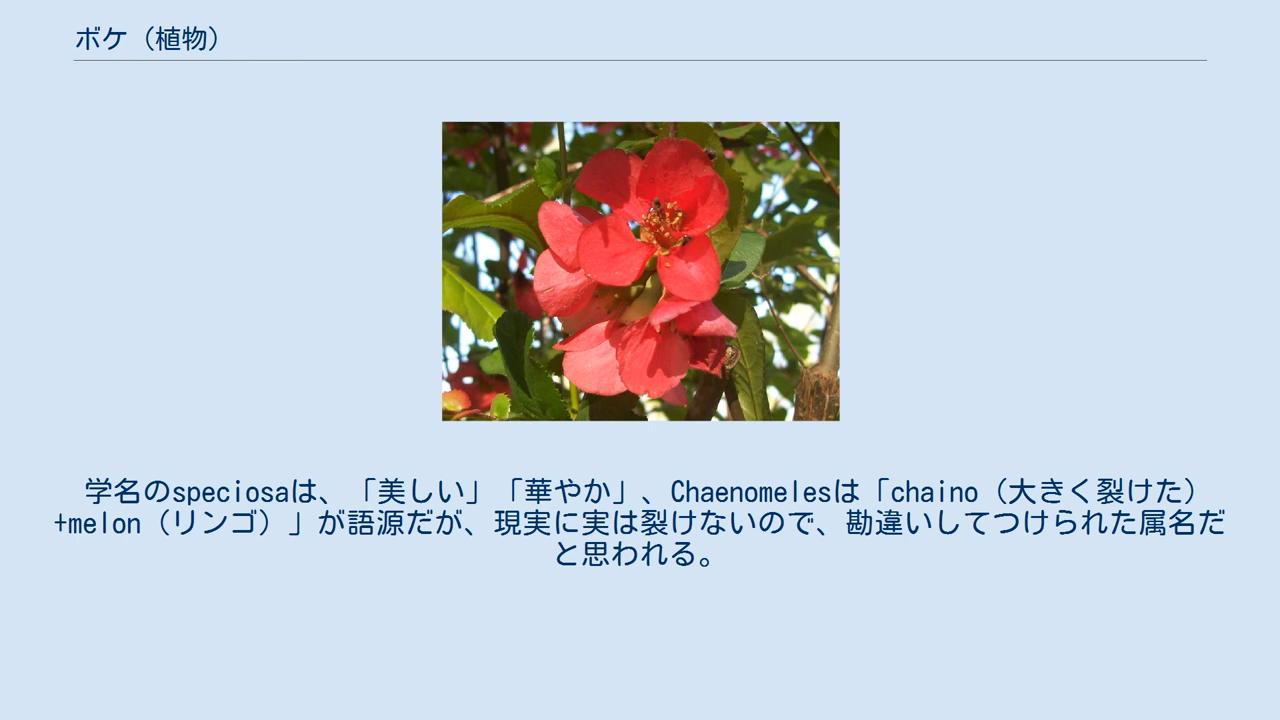 ボケ（植物）
学名のspeciosaは、「美しい」「華やか」、Chaenomelesは「chaino（大きく裂けた）
+melon（リンゴ）」が語源だが、現実に実は裂けないので、勘違いしてつけられた属名だ
と思われる。